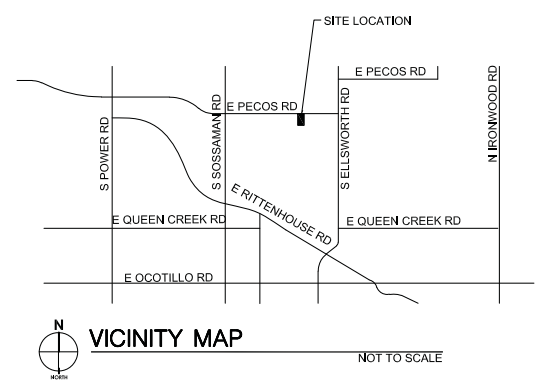 SITE LOCATION
E PECOS RD
E PECOS RD
S POWER RD
S SOSSAMAN RD
S ELLSWORTH RD
N IRONWOOD RD
E RITTENHOUSE RD
E QUEEN CREEK RD
E QUEEN CREEK RD
E OCOTILLO RD
N
NORTH
VICINITY MAP
NOT TO SCALE